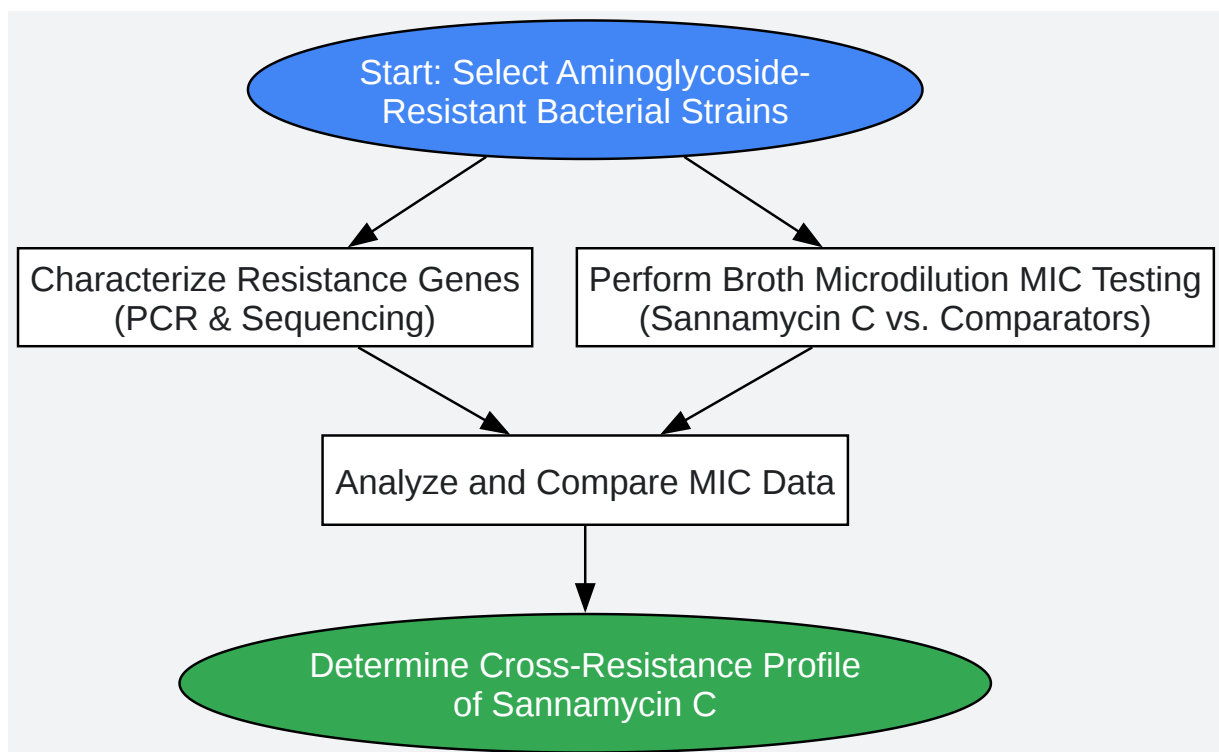 Start: Select Aminoglycoside-
Resistant Bacterial Strains
Characterize Resistance Genes
(PCR & Sequencing)
Perform Broth Microdilution MIC Testing
(Sannamycin C vs. Comparators)
Analyze and Compare MIC Data
Determine Cross-Resistance Profile
of Sannamycin C